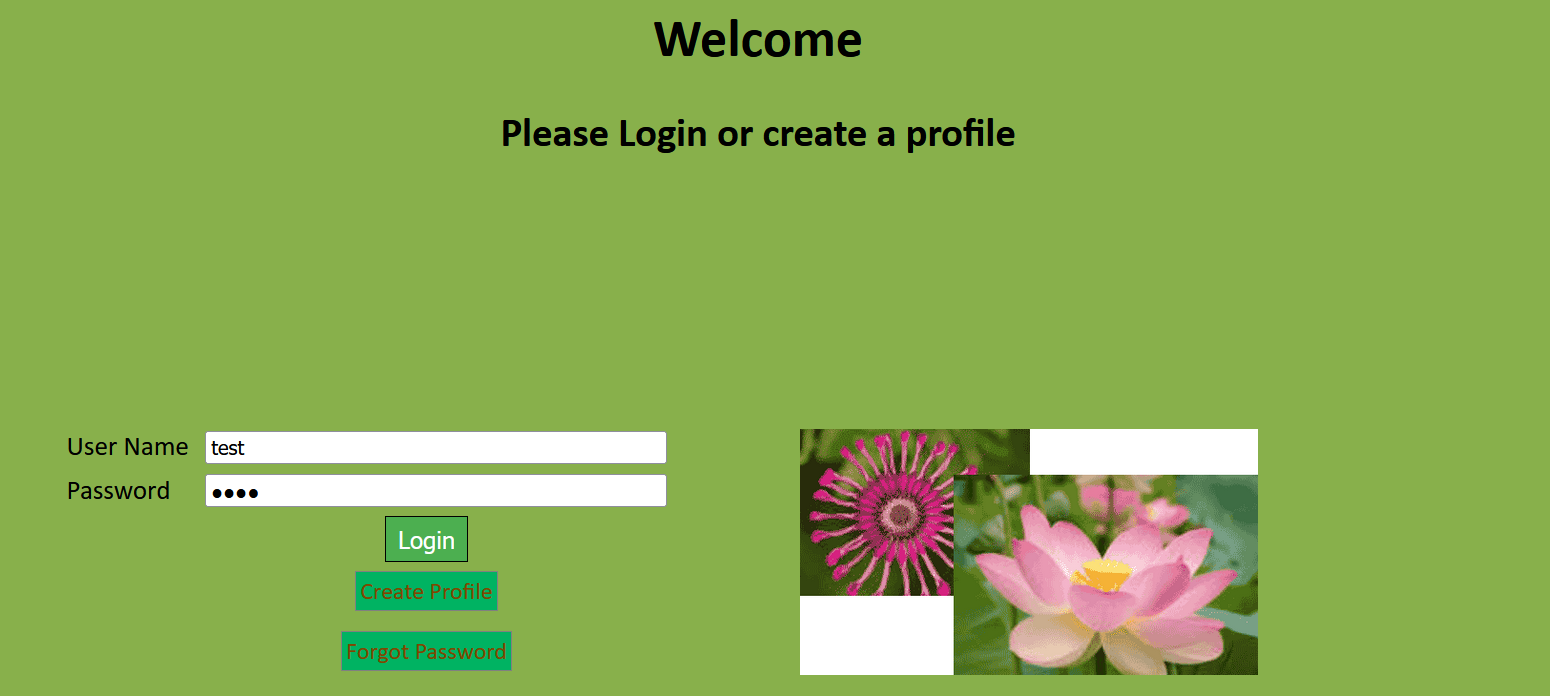 Welcome
Please Login or create a profile
User Name test
Password ••••
Login
Create Profile
Forgot Password